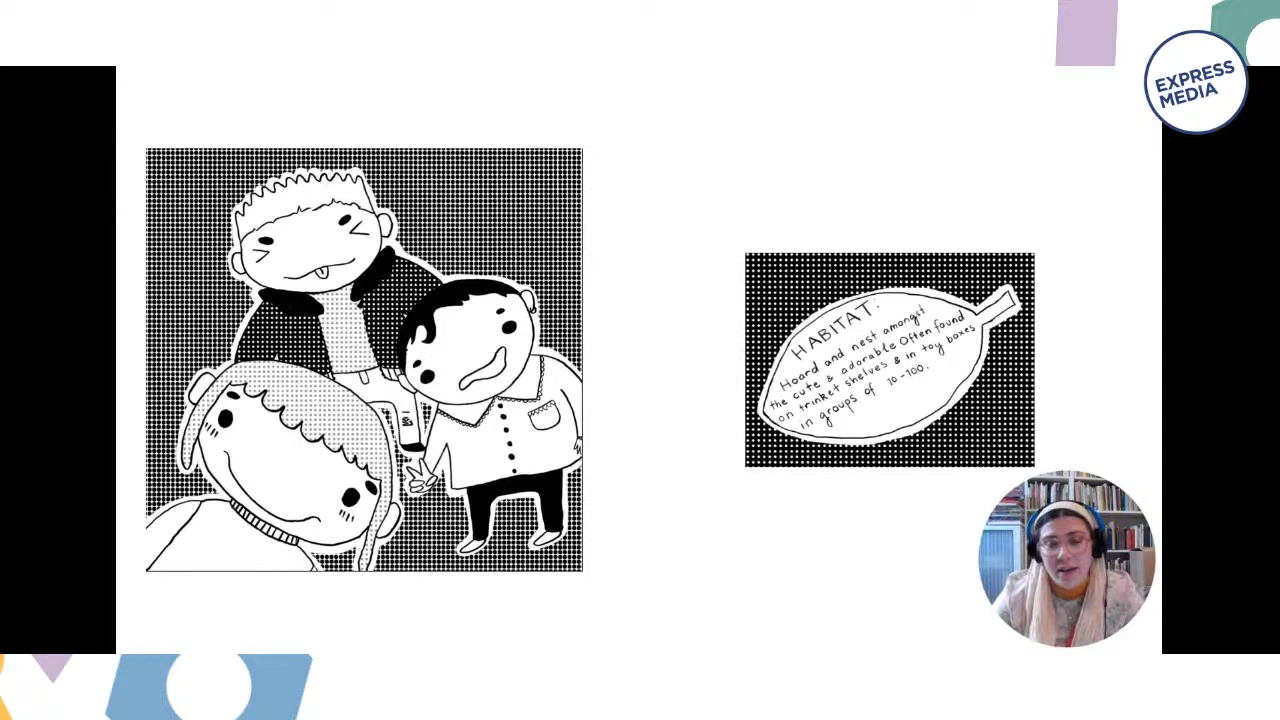 EXPRESS
MEDIA
HABITAT:
Hoard and nest amongst
the cute & adorable Often found
on trinket shelves & in toy boxes
in groups of 10-100.